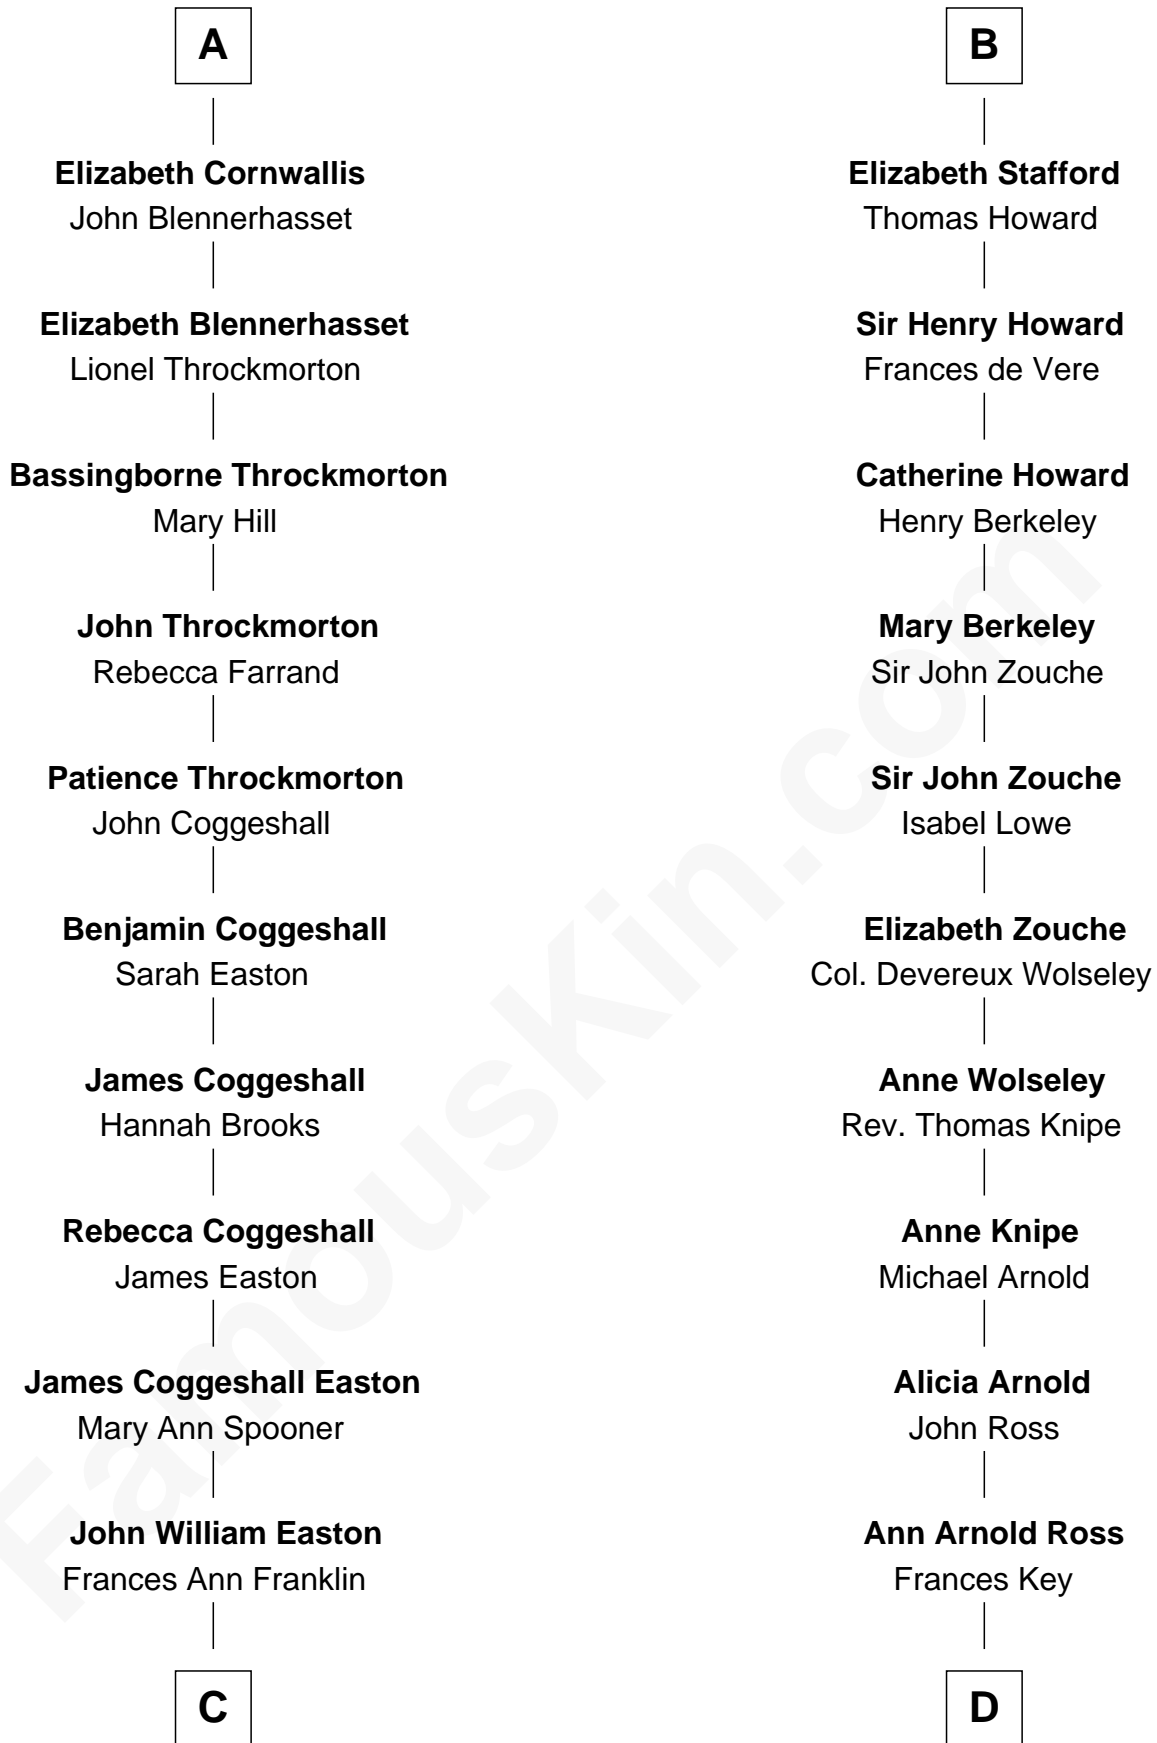 A
Elizabeth Cornwallis
John Blennerhasset
Elizabeth Blennerhasset
Lionel Throckmorton
Bassingborne Throckmorton
Mary Hill
John Throckmorton
Rebecca Farrand
Patience Throckmorton
John Coggeshall
Benjamin Coggeshall
Sarah Easton
James Coggeshall
Hannah Brooks
Rebecca Coggeshall
James Easton
James Coggeshall Easton
Mary Ann Spooner
John William Easton
Frances Ann Franklin
C
B
Elizabeth Stafford
Thomas Howard
Sir Henry Howard
Frances de Vere
Catherine Howard
Henry Berkeley
Mary Berkeley
Sir John Zouche
Sir John Zouche
Isabel Lowe
Elizabeth Zouche
Col. Devereux Wolseley
Anne Wolseley
Rev. Thomas Knipe
Anne Knipe
Michael Arnold
Alicia Arnold
John Ross
Ann Arnold Ross
Frances Key
D
FamousKin.com